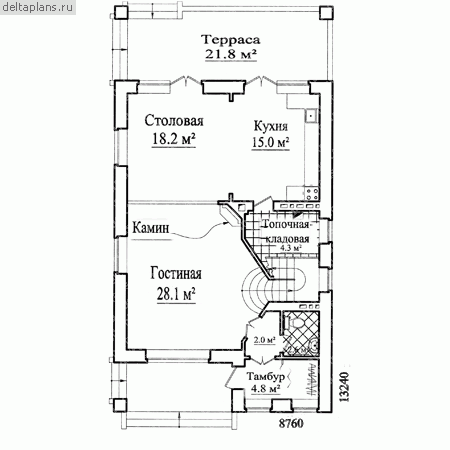 deltaplans.ru
Терраса
21.8 м²
Столовая
18.2 м²
Кухня
15.0 м²
Камин
Топочная-
кладовая
4.3 м²
Гостиная
28.1 м²
2.0 м²
Тамбур
4.8 м²
8760
13240